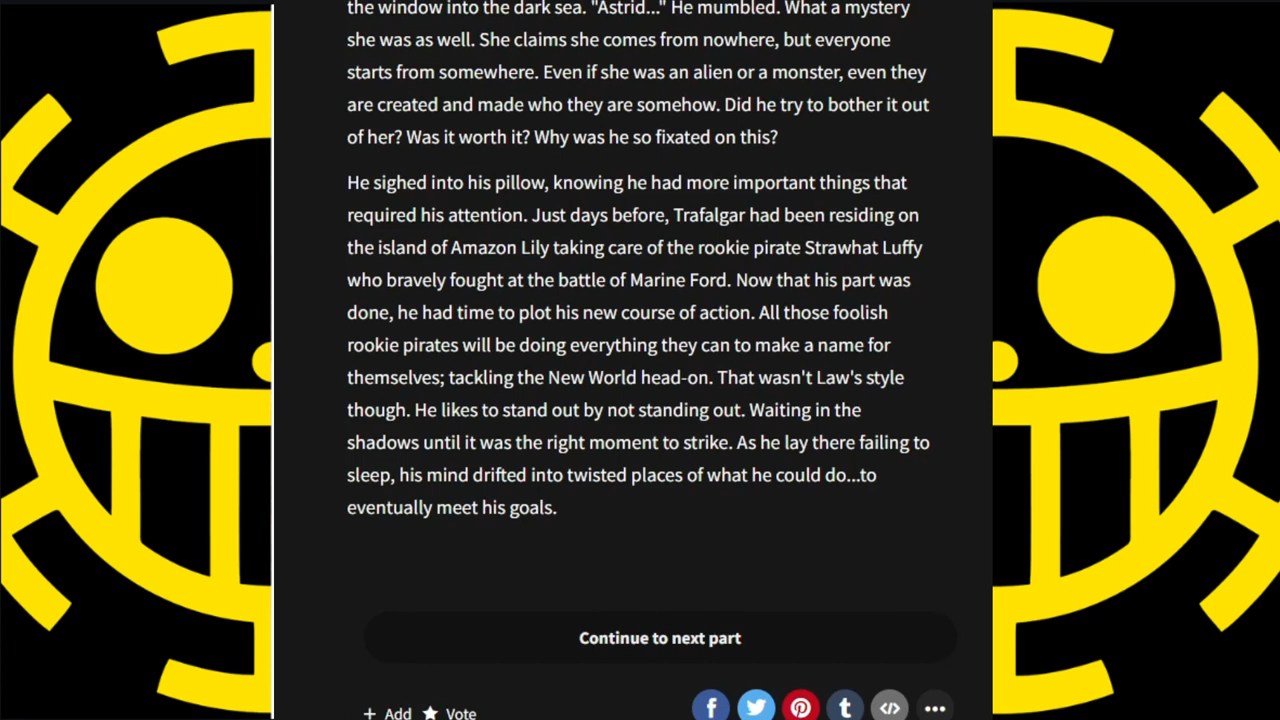 the window into the dark sea. "Astrid..." He mumbled. What a mystery
she was as well. She claims she comes from nowhere, but everyone
starts from somewhere. Even if she was an alien or a monster, even they
are created and made who they are somehow. Did he try to bother it out
of her? Was it worth it? Why was he so fixated on this?
He sighed into his pillow, knowing he had more important things that
required his attention. Just days before, Trafalgar had been residing on
the island of Amazon Lily taking care of the rookie pirate Strawhat Luffy
who bravely fought at the battle of Marine Ford. Now that his part was
done, he had time to plot his new course of action. All those foolish
rookie pirates will be doing everything they can to make a name for
themselves; tackling the New World head-on. That wasn't Law's style
though. He likes to stand out by not standing out. Waiting in the
shadows until it was the right moment to strike. As he lay there failing to
sleep, his mind drifted into twisted places of what he could do...to
eventually meet his goals.
Continue to next part
+ Add ★ Vote